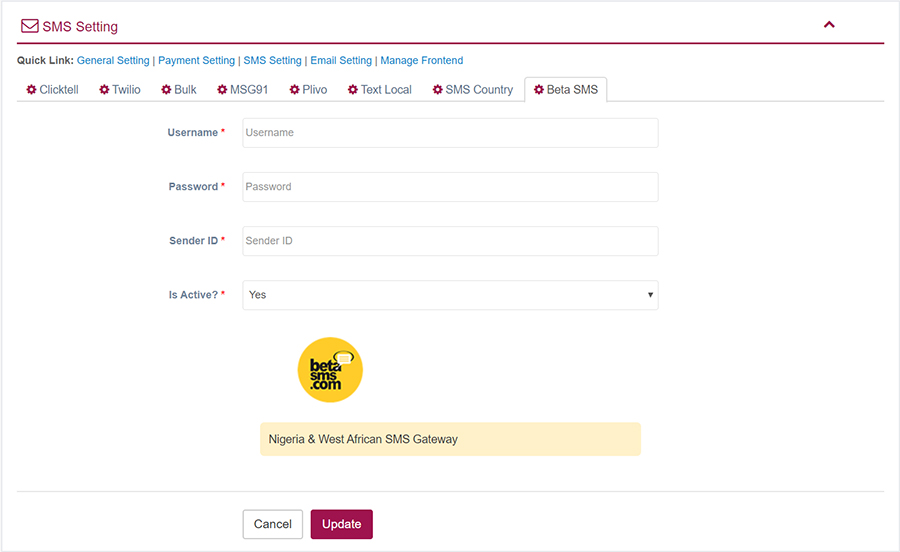 SMS Setting
Quick Link: General Setting | Payment Setting | SMS Setting | Email Setting | Manage Frontend
Clicktell Twilio Bulk MSG91 Plivo Text Local SMS Country Beta SMS
Username * Username
Password * Password
Sender ID * Sender ID
Is Active? * Yes
beta
sms
.com
Nigeria & West African SMS Gateway
Cancel Update